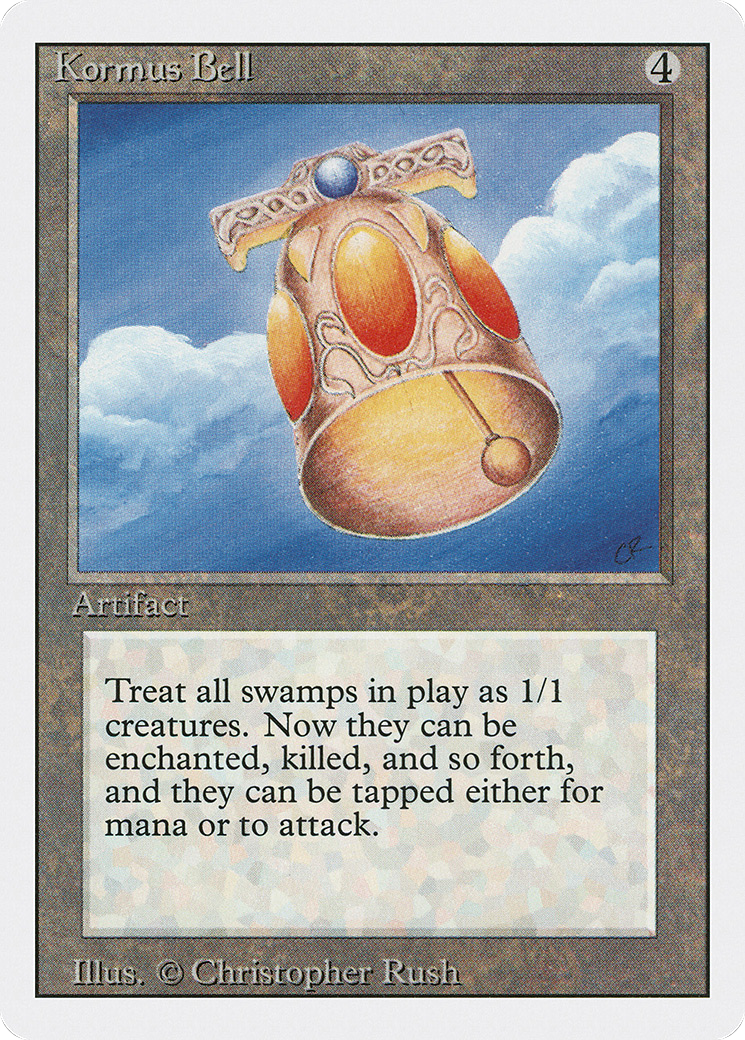 Kormus Bell
4
Artifact
Treat all swamps in play as 1/1
creatures. Now they can be
enchanted, killed, and so forth,
and they can be tapped either for
mana or to attack.
Illus. © Christopher Rush